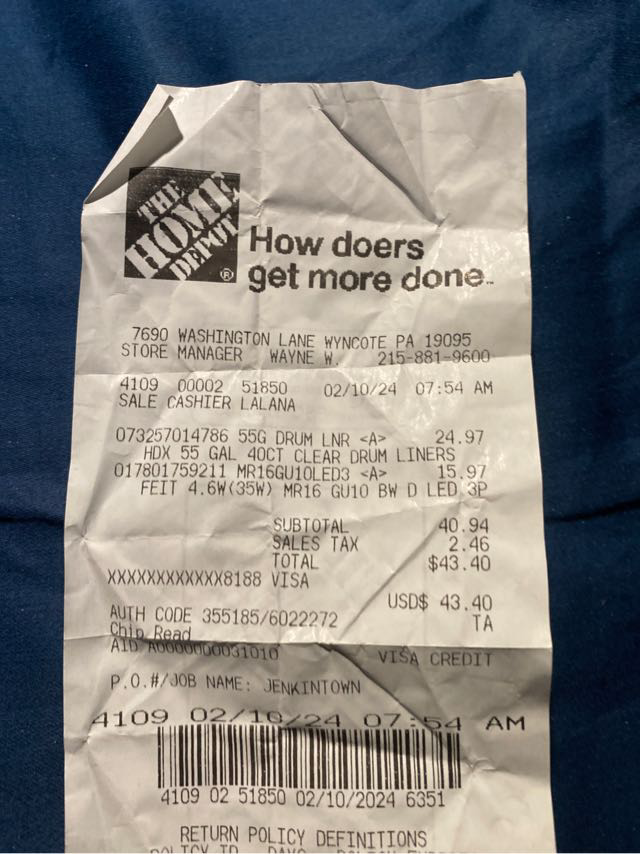 THE
HOME
DEPOT
®
How doers
get more done™
7690 WASHINGTON LANE WYNCOTE PA 19095
STORE MANAGER WAYNE W. 215-881-9600
4109 00002 51850 02/10/24 07:54 AM
SALE CASHIER LALANA
073257014786 55G DRUM LNR <A> 24.97
HDX 55 GAL 40CT CLEAR DRUM LINERS
017801759211 MR16GU10LED3 <A> 15.97
FEIT 4.6W(35W) MR16 GU10 BW D LED 3P
SUBTOTAL 40.94
SALES TAX 2.46
TOTAL $43.40
XXXXXXXXXXXX8188 VISA
USD$ 43.40
AUTH CODE 355185/6022272 TA
Chip Read
AID A0000000031010 VISA CREDIT
P.O.#/JOB NAME: JENKINTOWN
4109 02/10/24 07:54 AM
4109 02 51850 02/10/2024 6351
RETURN POLICY DEFINITIONS